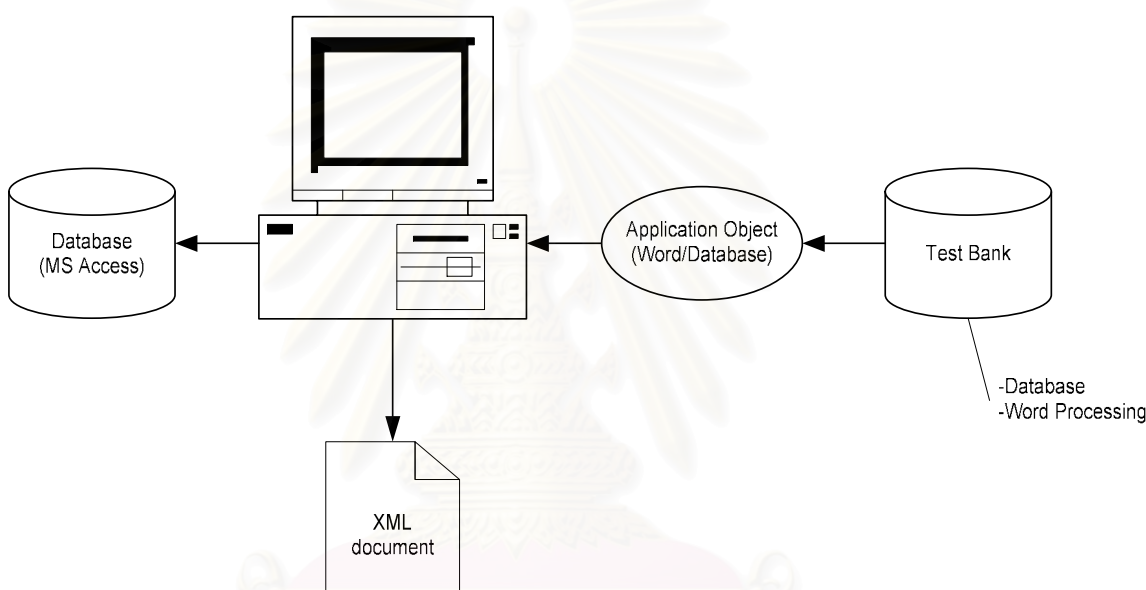 Database
(MS Access)
Application Object
(Word/Database)
Test Bank
-Database
-Word Processing
XML
document